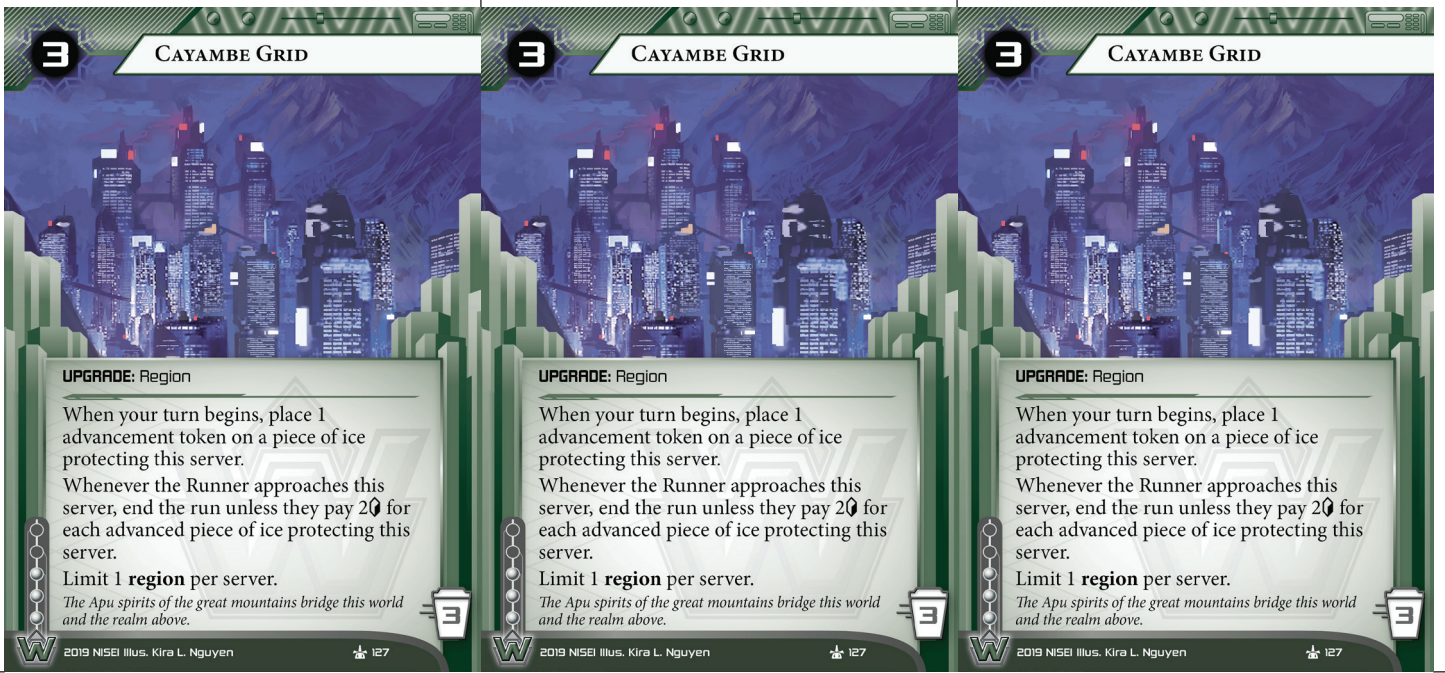 3 CAYAMBE GRID
UPGRADE: Region
When your turn begins, place 1
advancement token on a piece of ice
protecting this server.
Whenever the Runner approaches this
server, end the run unless they pay 2 for
each advanced piece of ice protecting this
server.
Limit 1 region per server.
The Apu spirits of the great mountains bridge this world
and the realm above.
3
W 2019 NISEI Illus. Kira L. Nguyen 127
3 CAYAMBE GRID
UPGRADE: Region
When your turn begins, place 1
advancement token on a piece of ice
protecting this server.
Whenever the Runner approaches this
server, end the run unless they pay 2 for
each advanced piece of ice protecting this
server.
Limit 1 region per server.
The Apu spirits of the great mountains bridge this world
and the realm above.
3
W 2019 NISEI Illus. Kira L. Nguyen 127
3 CAYAMBE GRID
UPGRADE: Region
When your turn begins, place 1
advancement token on a piece of ice
protecting this server.
Whenever the Runner approaches this
server, end the run unless they pay 2 for
each advanced piece of ice protecting this
server.
Limit 1 region per server.
The Apu spirits of the great mountains bridge this world
and the realm above.
3
W 2019 NISEI Illus. Kira L. Nguyen 127